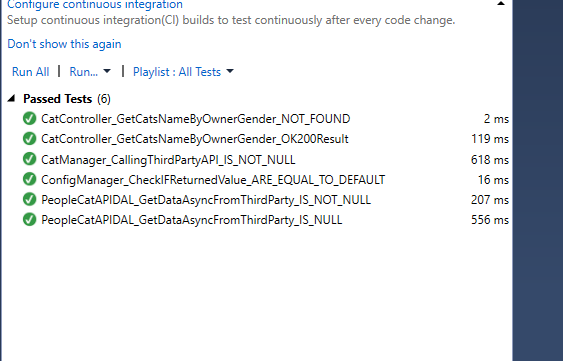 Configure continuous integration
Setup continuous integration(CI) builds to test continuously after every code change.
Don't show this again
Run All | Run... | Playlist : All Tests
Passed Tests (6)
CatController_GetCatsNameByOwnerGender_NOT_FOUND 2 ms
CatController_GetCatsNameByOwnerGender_OK200Result 119 ms
CatManager_CallingThirdPartyAPI_IS_NOT_NULL 618 ms
ConfigManager_CheckIFReturnedValue_ARE_EQUAL_TO_DEFAULT 16 ms
PeopleCatAPIDAL_GetDataAsyncFromThirdParty_IS_NOT_NULL 207 ms
PeopleCatAPIDAL_GetDataAsyncFromThirdParty_IS_NULL 556 ms